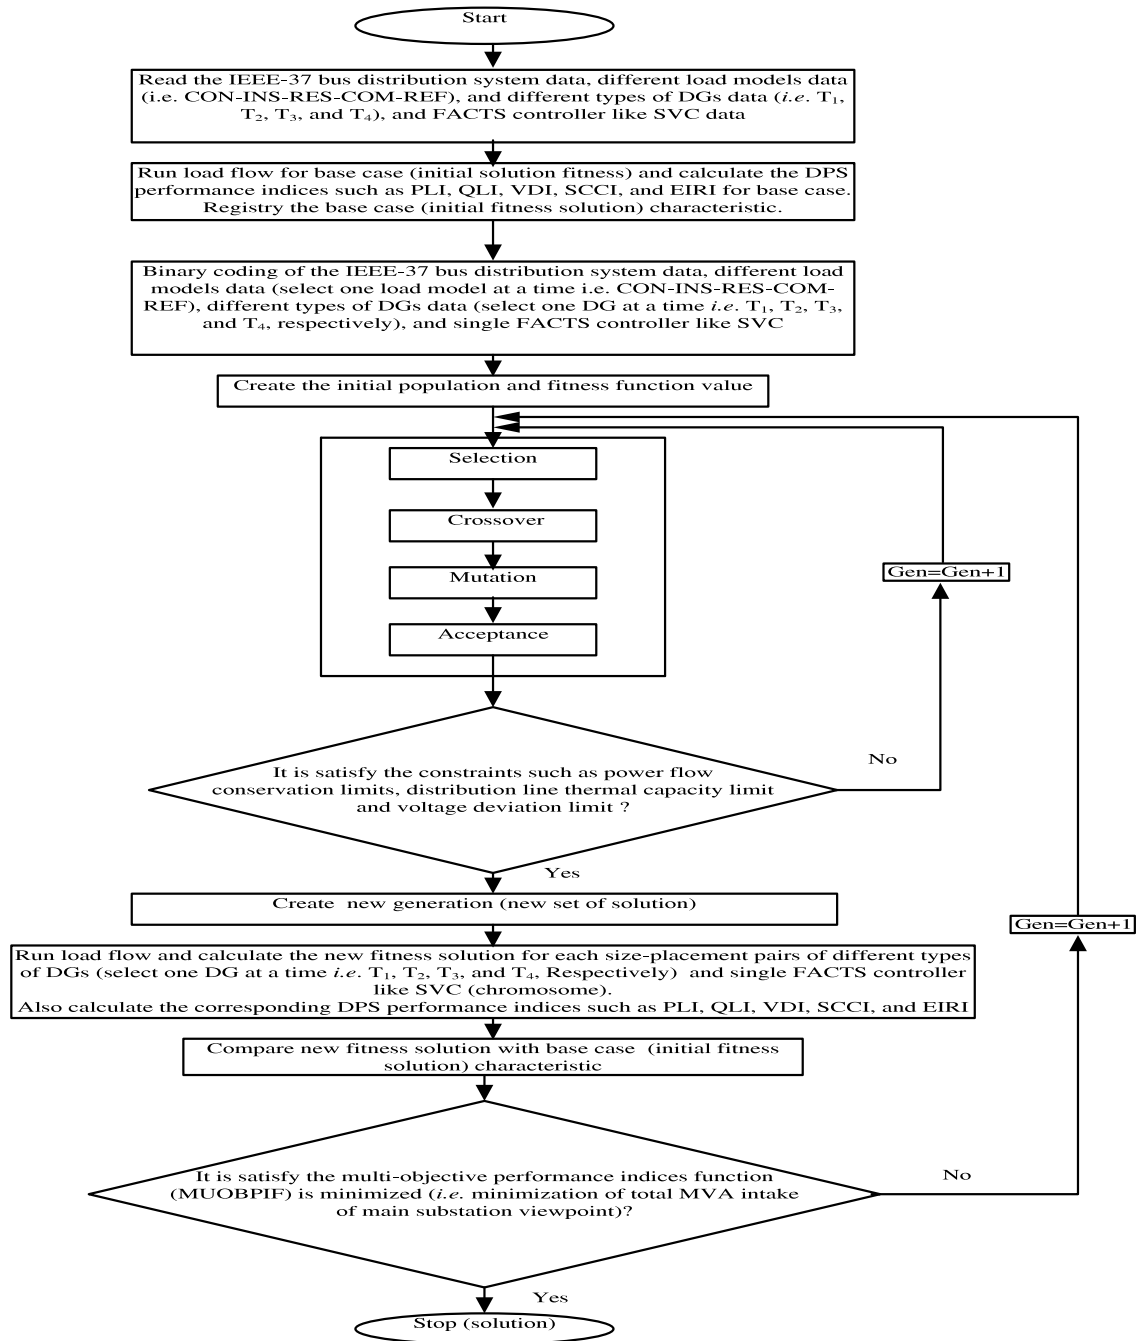 Start
Read the IEEE-37 bus distribution system data, different load models data
(i.e. CON-INS-RES-COM-REF), and different types of DGs data (i.e. T₁,
T₂, T₃, and T₄), and FACTS controller like SVC data
Run load flow for base case (initial solution fitness) and calculate the DPS
performance indices such as PLI, QLI, VDI, SCCI, and EIRI for base case.
Registry the base case (initial fitness solution) characteristic.
Binary coding of the IEEE-37 bus distribution system data, different load
models data (select one load model at a time i.e. CON-INS-RES-COM-
REF), different types of DGs data (select one DG at a time i.e. T₁, T₂, T₃,
and T₄, respectively), and single FACTS controller like SVC
Create the initial population and fitness function value
Selection
Crossover
Mutation
Gen=Gen+1
Acceptance
No
It is satisfy the constraints such as power flow
conservation limits, distribution line thermal capacity limit
and voltage deviation limit ?
Yes
Create new generation (new set of solution)
Gen=Gen+1
Run load flow and calculate the new fitness solution for each size-placement pairs of different types
of DGs (select one DG at a time i.e. T₁, T₂, T₃, and T₄, Respectively) and single FACTS controller
like SVC (chromosome).
Also calculate the corresponding DPS performance indices such as PLI, QLI, VDI, SCCI, and EIRI
Compare new fitness solution with base case (initial fitness
solution) characteristic
It is satisfy the multi-objective performance indices function
(MUOBPIF) is minimized (i.e. minimization of total MVA intake
of main substation viewpoint)?
No
Yes
Stop (solution)